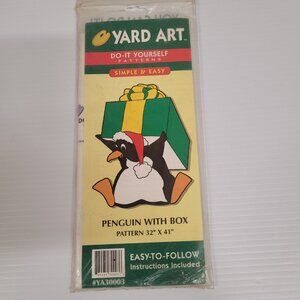 YARD ART™
DO-IT YOURSELF
PATTERNS
SIMPLE & EASY
PENGUIN WITH BOX
PATTERN 32" X 41"
EASY-TO-FOLLOW
Instructions Included
#YA30003